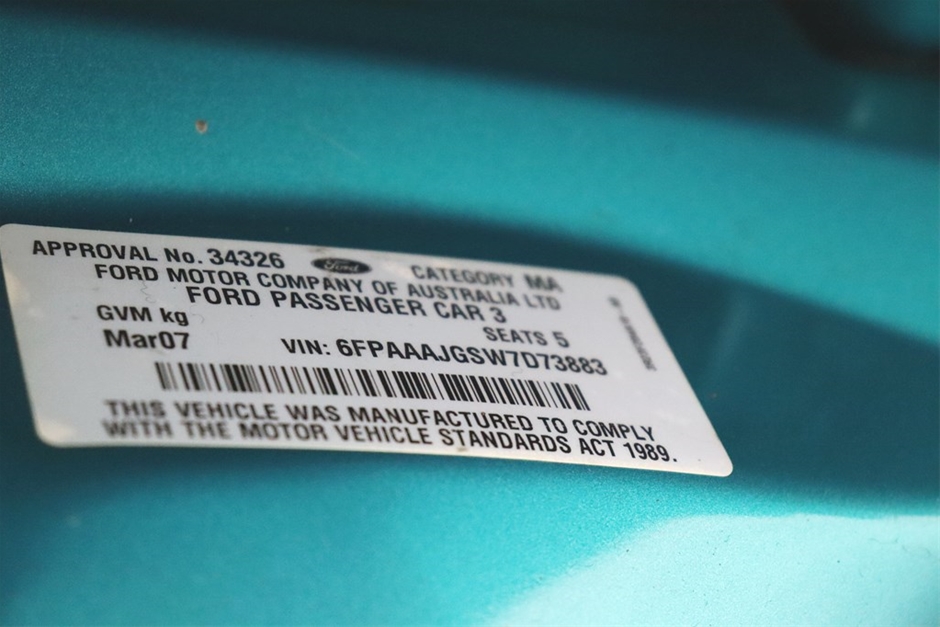 APPROVAL No. 34326 Ford CATEGORY MA
FORD MOTOR COMPANY OF AUSTRALIA LTD
FORD PASSENGER CAR 3
GVM kg SEATS 5
Mar07 VIN: 6FPAAAJGSW7D73883
THIS VEHICLE WAS MANUFACTURED TO COMPLY
WITH THE MOTOR VEHICLE STANDARDS ACT 1989.